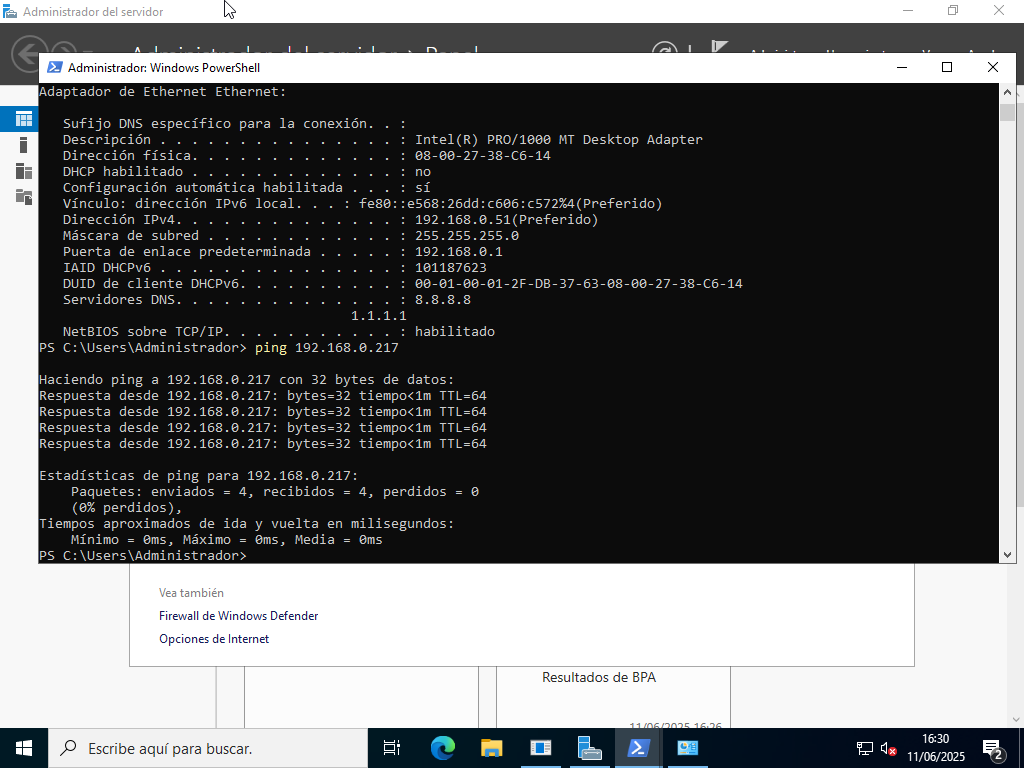 Administrador del servidor
Administrador: Windows PowerShell
Adaptador de Ethernet Ethernet:
Sufijo DNS específico para la conexión. . :
Descripción . . . . . . . . . . . . . . . : Intel(R) PRO/1000 MT Desktop Adapter
Dirección física. . . . . . . . . . . . . : 08-00-27-38-C6-14
DHCP habilitado . . . . . . . . . . . . . : no
Configuración automática habilitada . . . : sí
Vínculo: dirección IPv6 local. . . : fe80::e568:26dd:c606:c572%4(Preferido)
Dirección IPv4. . . . . . . . . . . . . . : 192.168.0.51(Preferido)
Máscara de subred . . . . . . . . . . . . : 255.255.255.0
Puerta de enlace predeterminada . . . . . : 192.168.0.1
IAID DHCPv6 . . . . . . . . . . . . . . . : 101187623
DUID de cliente DHCPv6. . . . . . . . . . : 00-01-00-01-2F-DB-37-63-08-00-27-38-C6-14
Servidores DNS. . . . . . . . . . . . . . : 8.8.8.8
1.1.1.1
NetBIOS sobre TCP/IP. . . . . . . . . . . : habilitado
PS C:\Users\Administrador> ping 192.168.0.217
Haciendo ping a 192.168.0.217 con 32 bytes de datos:
Respuesta desde 192.168.0.217: bytes=32 tiempo<1m TTL=64
Respuesta desde 192.168.0.217: bytes=32 tiempo<1m TTL=64
Respuesta desde 192.168.0.217: bytes=32 tiempo<1m TTL=64
Respuesta desde 192.168.0.217: bytes=32 tiempo<1m TTL=64
Estadísticas de ping para 192.168.0.217:
Paquetes: enviados = 4, recibidos = 4, perdidos = 0
(0% perdidos),
Tiempos aproximados de ida y vuelta en milisegundos:
Mínimo = 0ms, Máximo = 0ms, Media = 0ms
PS C:\Users\Administrador>
Vea también
Firewall de Windows Defender
Opciones de Internet
Resultados de BPA
11/06/2025 16:26
Escribe aquí para buscar.
16:30
11/06/2025
2